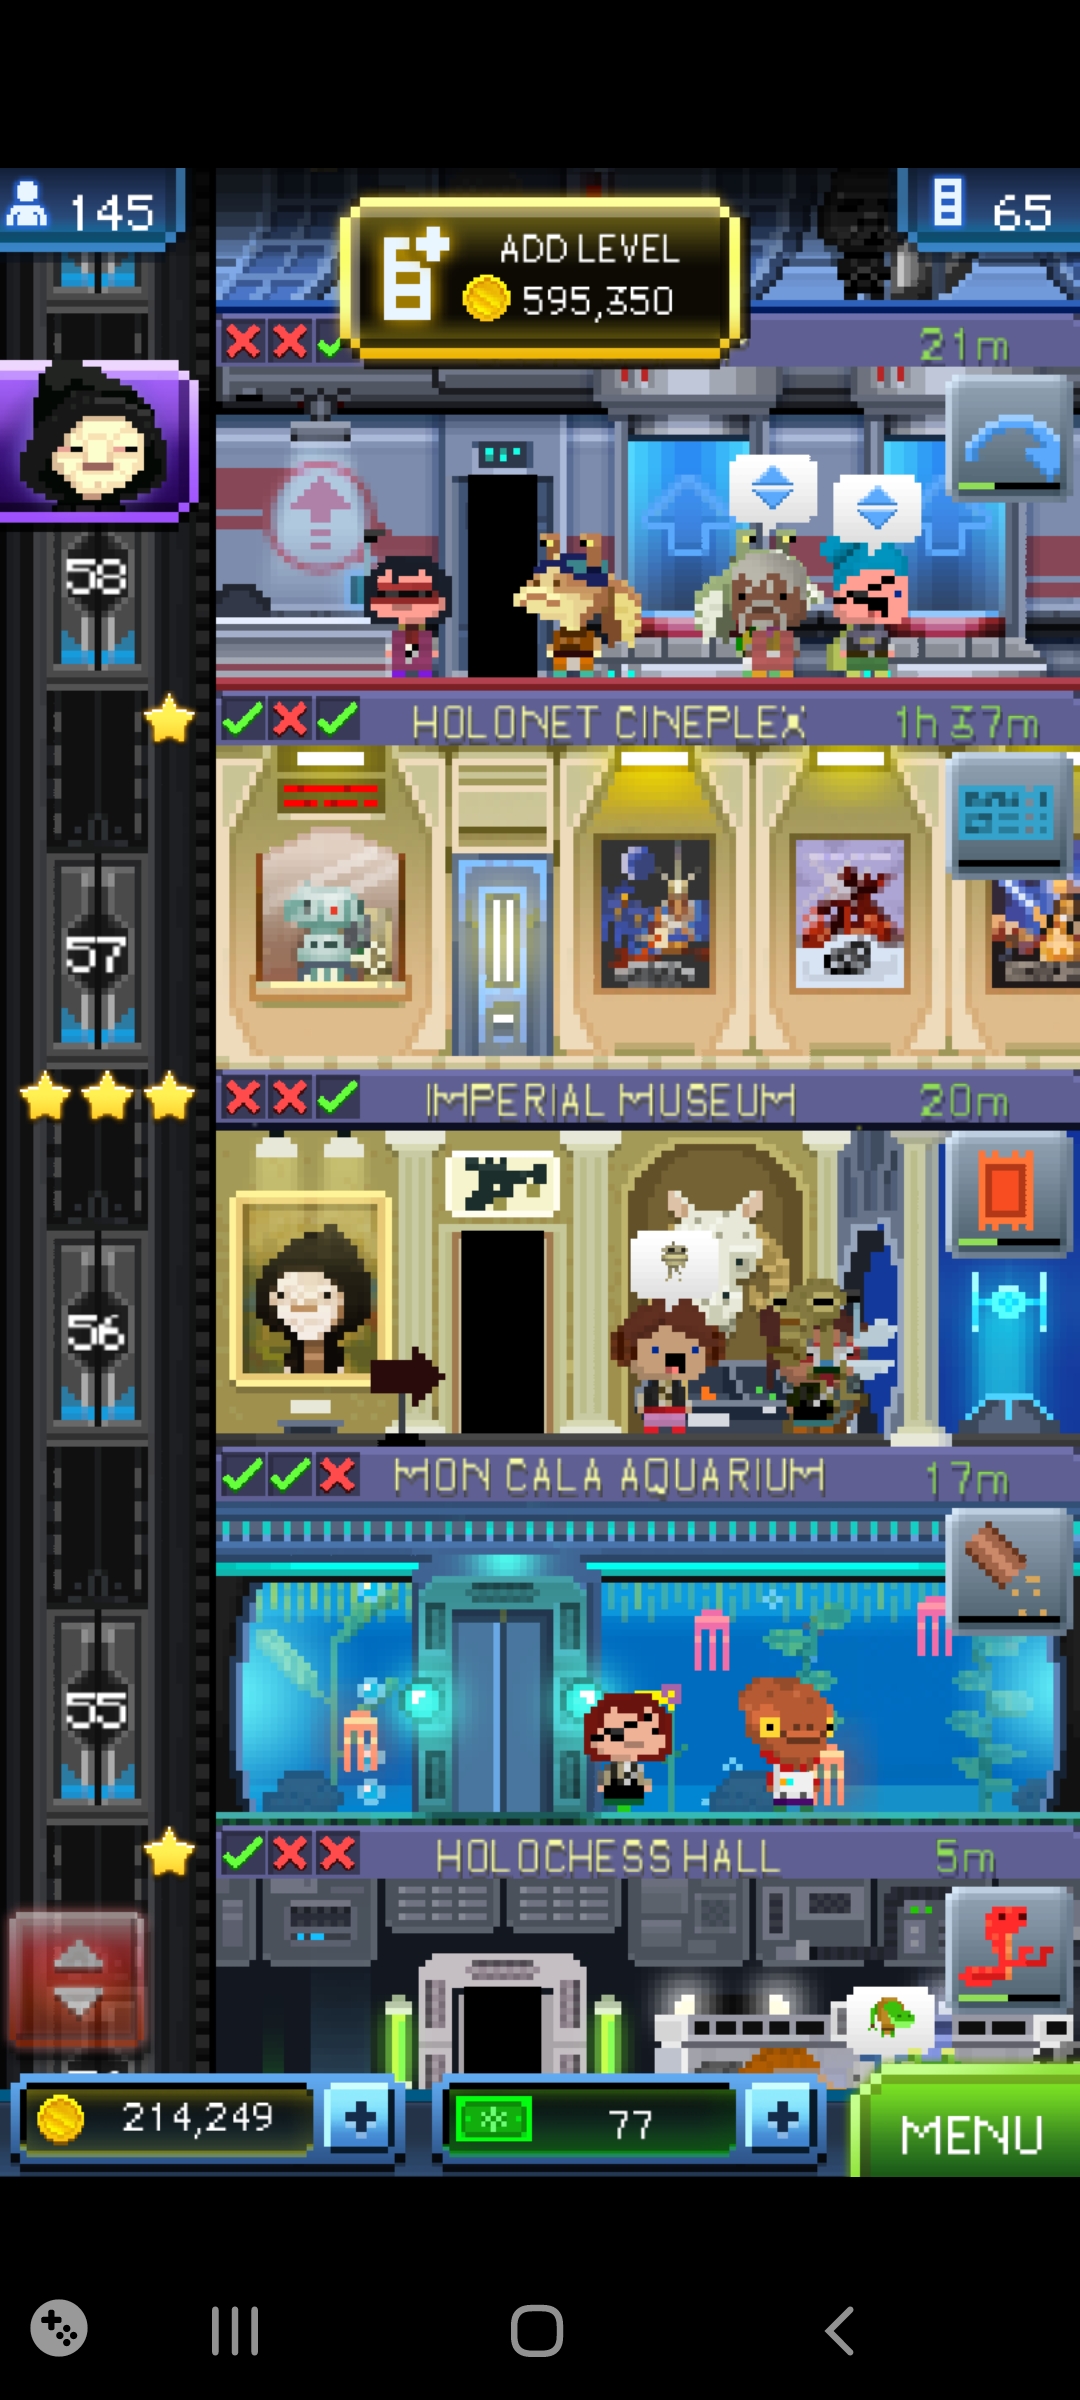 145
65
ADD LEVEL
595,350
21m
58
HOLONET CINEPLEX 1h 37m
57
IMPERIAL MUSEUM 20m
56
MON CALA AQUARIUM 17m
55
HOLOCHESS HALL 5m
214,249
77
MENU